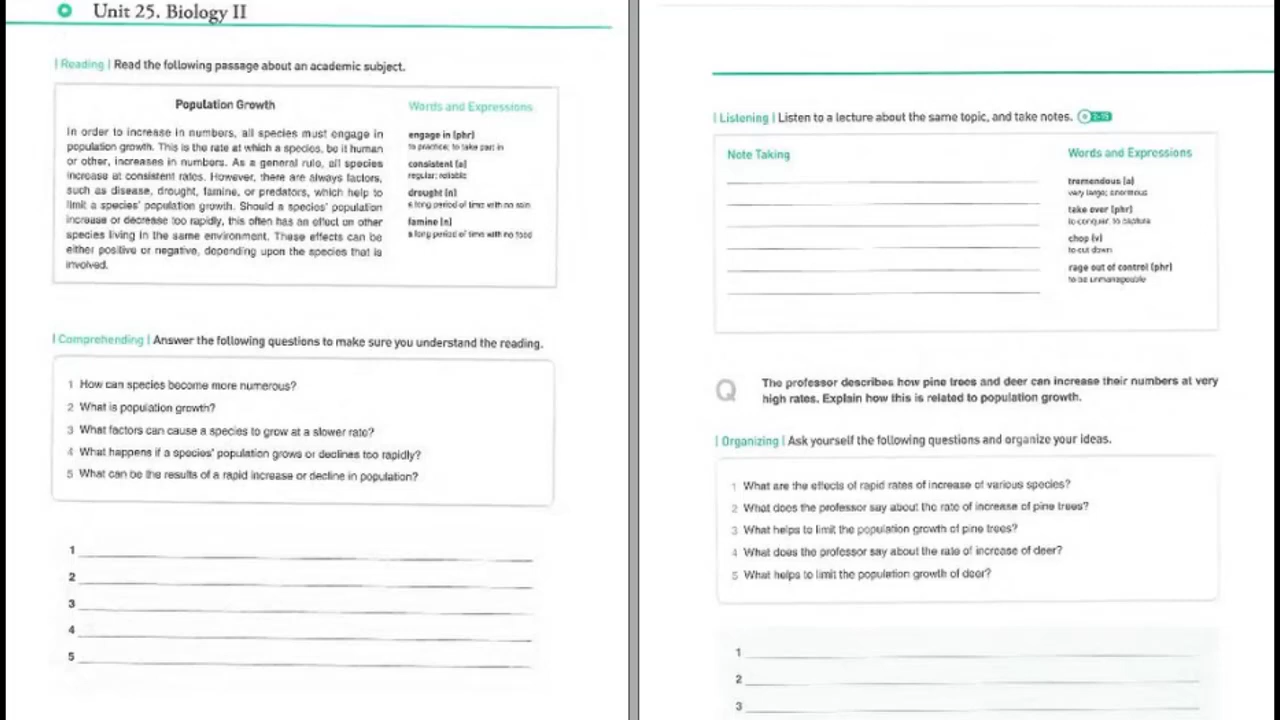 Unit 25. Biology II
| Reading | Read the following passage about an academic subject.
Population Growth
In order to increase in numbers, all species must engage in
population growth. This is the rate at which a species, be it human
or other, increases in numbers. As a general rule, all species
increase at consistent rates. However, there are always factors,
such as disease, drought, famine, or predators, which help to
limit a species' population growth. Should a species' population
increase or decrease too rapidly, this often has an effect on other
species living in the same environment. These effects can be
either positive or negative, depending upon the species that is
involved.
Words and Expressions
engage in (phr)
to practice; to take part in
consistent (a)
regular; reliable
drought (n)
a long period of time with no rain
famine (n)
a long period of time with no food
| Comprehending | Answer the following questions to make sure you understand the reading.
1 How can species become more numerous?
2 What is population growth?
3 What factors can cause a species to grow at a slower rate?
4 What happens if a species' population grows or declines too rapidly?
5 What can be the results of a rapid increase or decline in population?
1
2
3
4
5
| Listening | Listen to a lecture about the same topic, and take notes.
Note Taking
Words and Expressions
tremendous (a)
very large; enormous
take over (phr)
to conquer; to capture
chop (v)
to cut down
rage out of control (phr)
to be unmanageable
Q The professor describes how pine trees and deer can increase their numbers at very
high rates. Explain how this is related to population growth.
| Organizing | Ask yourself the following questions and organize your ideas.
1 What are the effects of rapid rates of increase of various species?
2 What does the professor say about the rate of increase of pine trees?
3 What helps to limit the population growth of pine trees?
4 What does the professor say about the rate of increase of deer?
5 What helps to limit the population growth of deer?
1
2
3